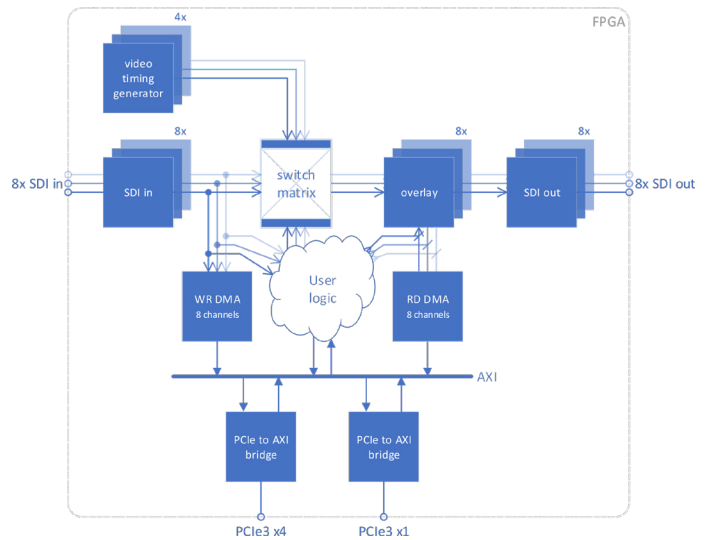 FPGA
4x
video
timing
generator
8x
8x
8x
8x SDI in
SDI in
switch
matrix
overlay
SDI out
8x SDI out
User
logic
WR DMA
8 channels
RD DMA
8 channels
AXI
PCIe to AXI
bridge
PCIe to AXI
bridge
PCIe3 x4
PCIe3 x1